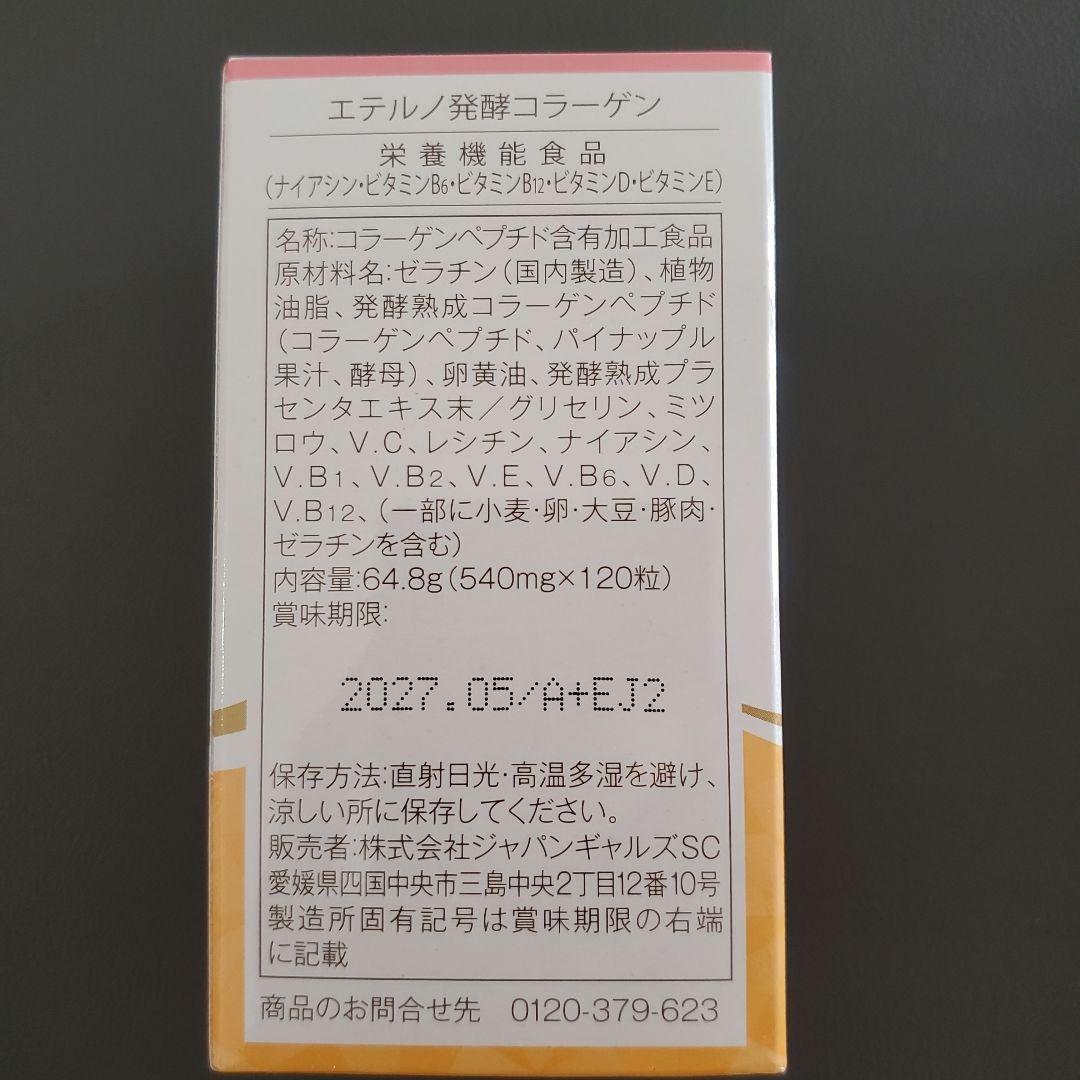 エテルノ発酵コラーゲン
栄養機能食品
(ナイアシン・ビタミンB6・ビタミンB12・ビタミンD・ビタミンE)
名称:コラーゲンペプチド含有加工食品
原材料名:ゼラチン(国内製造)、植物
油脂、発酵熟成コラーゲンペプチド
(コラーゲンペプチド、パイナップル
果汁、酵母)、卵黄油、発酵熟成プラ
センタエキス末/グリセリン、ミツ
ロウ、V.C、レシチン、ナイアシン、
V.B1、V.B2、V.E、V.B6、V.D、
V.B12、(一部に小麦・卵・大豆・豚肉・
ゼラチンを含む)
内容量:64.8g(540mg×120粒)
賞味期限:
2027.05/A+EJ2
保存方法:直射日光・高温多湿を避け、
涼しい所に保存してください。
販売者:株式会社ジャパンギャルズSC
愛媛県四国中央市三島中央2丁目12番10号
製造所固有記号は賞味期限の右端
に記載
商品のお問合せ先 0120-379-623